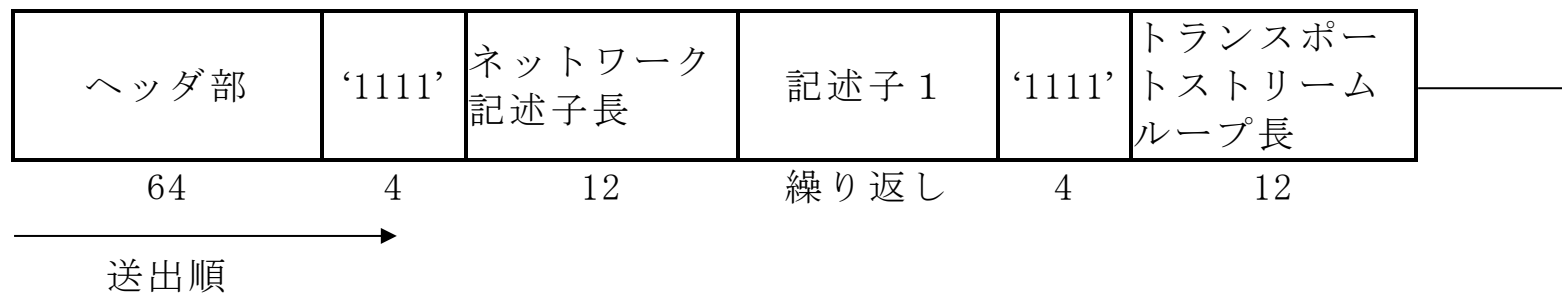 ヘッダ部
‘1111’
ネットワーク
記述子長
記述子1
‘1111’
トランスポー
トストリーム
ループ長
64
4
12
繰り返し
4
12
送出順